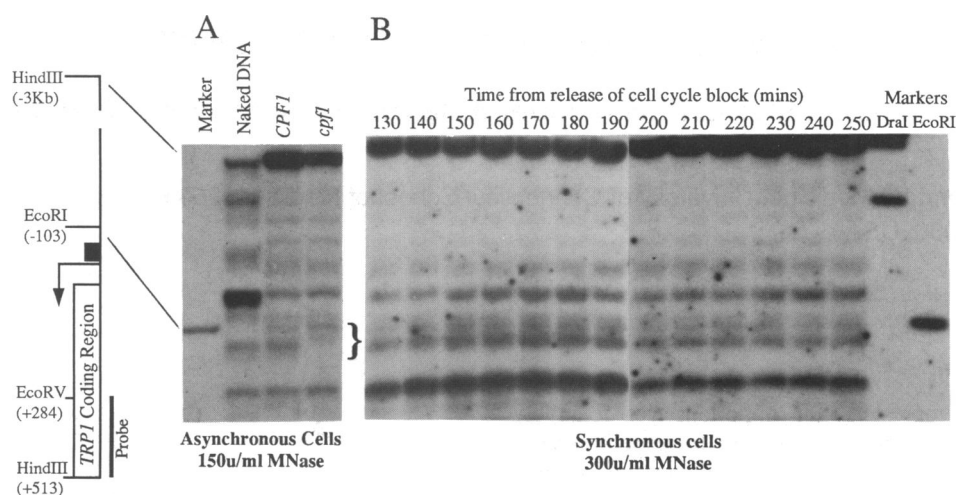 A
B
HindIII
(-3Kb)
EcoRI
(-103)
TRP1 Coding Region
EcoRV
(+284)
Probe
HindIII
(+513)
Marker
Naked DNA
CPF1
cpf1
}
Asynchronous Cells
150u/ml MNase
Time from release of cell cycle block (mins)
130 140 150 160 170 180 190 200 210 220 230 240 250
Markers
DraI EcoRI
Synchronous cells
300u/ml MNase